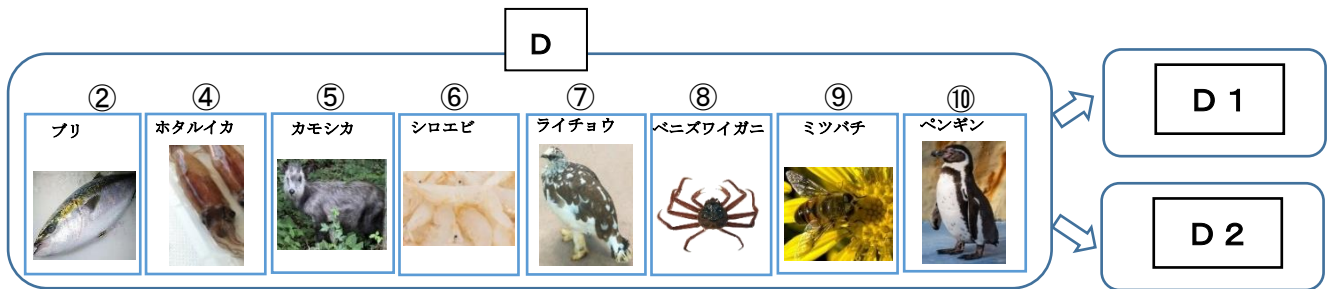 D
② ④ ⑤ ⑥ ⑦ ⑧ ⑨ ⑩
ブリ ホタルイカ カモシカ シロエビ ライチョウ ベニズワイガニ ミツバチ ペンギン
D1
D2